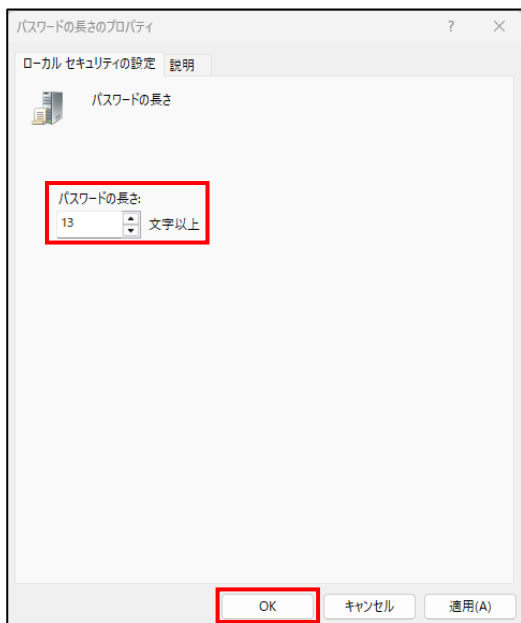 パスワードの長さのプロパティ ? ×
ローカル セキュリティの設定 説明
パスワードの長さ
パスワードの長さ:
13 文字以上
OK キャンセル 適用(A)